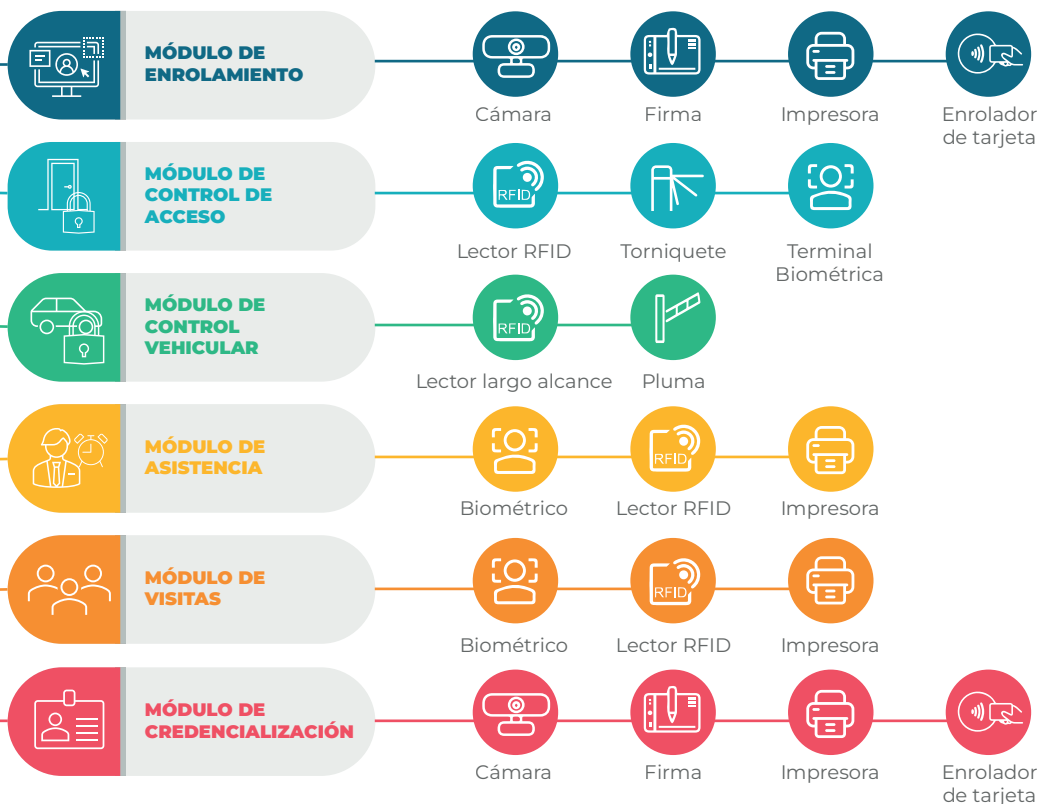 MÓDULO DE
ENROLAMIENTO
Cámara
Firma
Impresora
Enrolador
de tarjeta
MÓDULO DE
CONTROL DE
ACCESO
RFID
Lector RFID
Torniquete
Terminal
Biométrica
MÓDULO DE
CONTROL
VEHICULAR
RFID
Lector largo alcance
Pluma
MÓDULO DE
ASISTENCIA
RFID
Biométrico
Lector RFID
Impresora
MÓDULO DE
VISITAS
RFID
Biométrico
Lector RFID
Impresora
MÓDULO DE
CREDENCIALIZACIÓN
Cámara
Firma
Impresora
Enrolador
de tarjeta